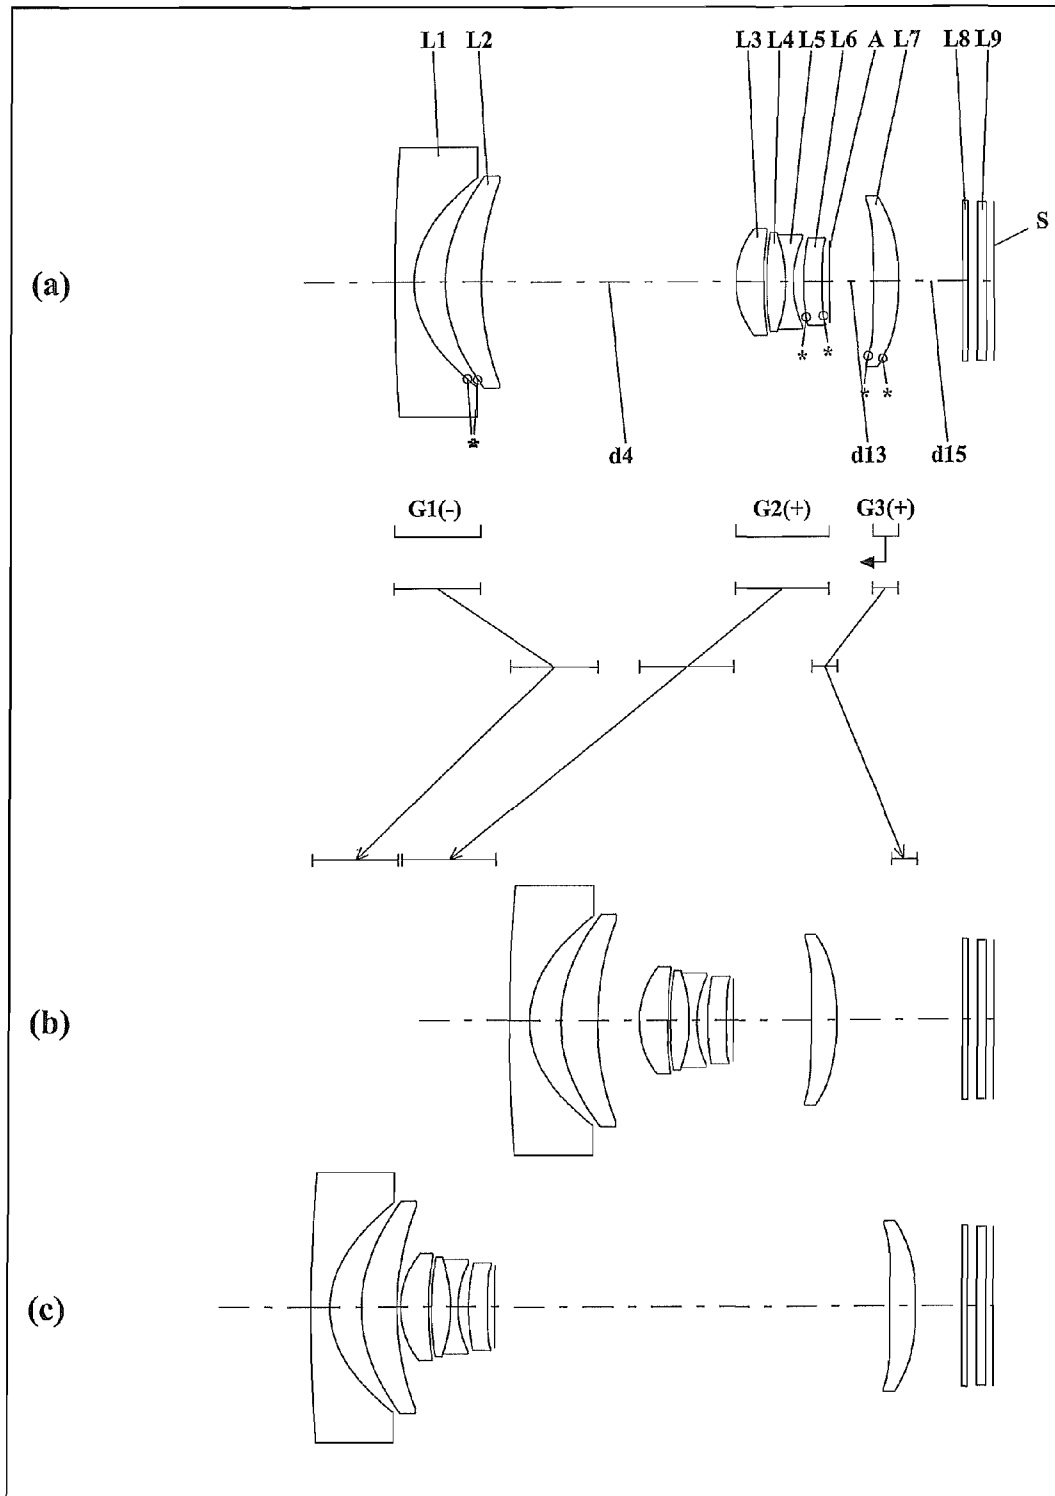 L1 L2 L3 L4 L5 L6 A L7 L8 L9
S
(a)
* * *
* *
d4 d13 d15
G1(-) G2(+) G3(+)
(b)
(c)